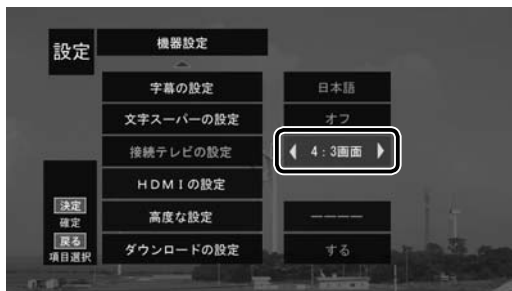 設定
機器設定
字幕の設定 日本語
文字スーパーの設定 オフ
接続テレビの設定 4:3画面
HDMIの設定
高度な設定 ————
ダウンロードの設定 する
決定
確定
戻る
項目選択